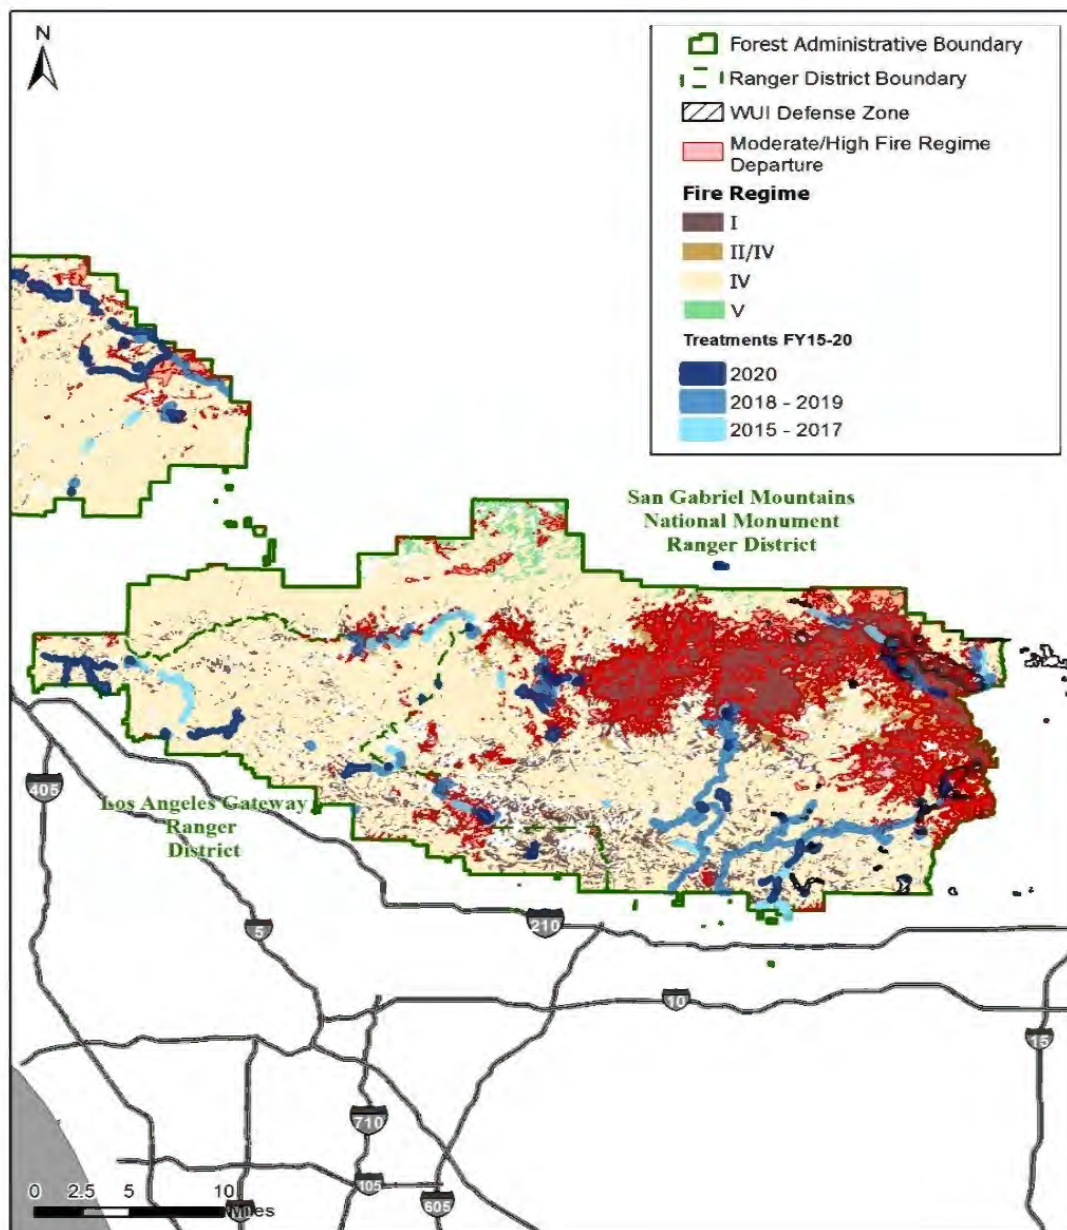 N
Forest Administrative Boundary
Ranger District Boundary
WUI Defense Zone
Moderate/High Fire Regime
Departure
Fire Regime
I
II/IV
IV
V
Treatments FY15-20
2020
2018 - 2019
2015 - 2017
San Gabriel Mountains
National Monument
Ranger District
405
Los Angeles Gateway
Ranger
District
5
210
10
15
710
105
605
0 2.5 5 10
Miles